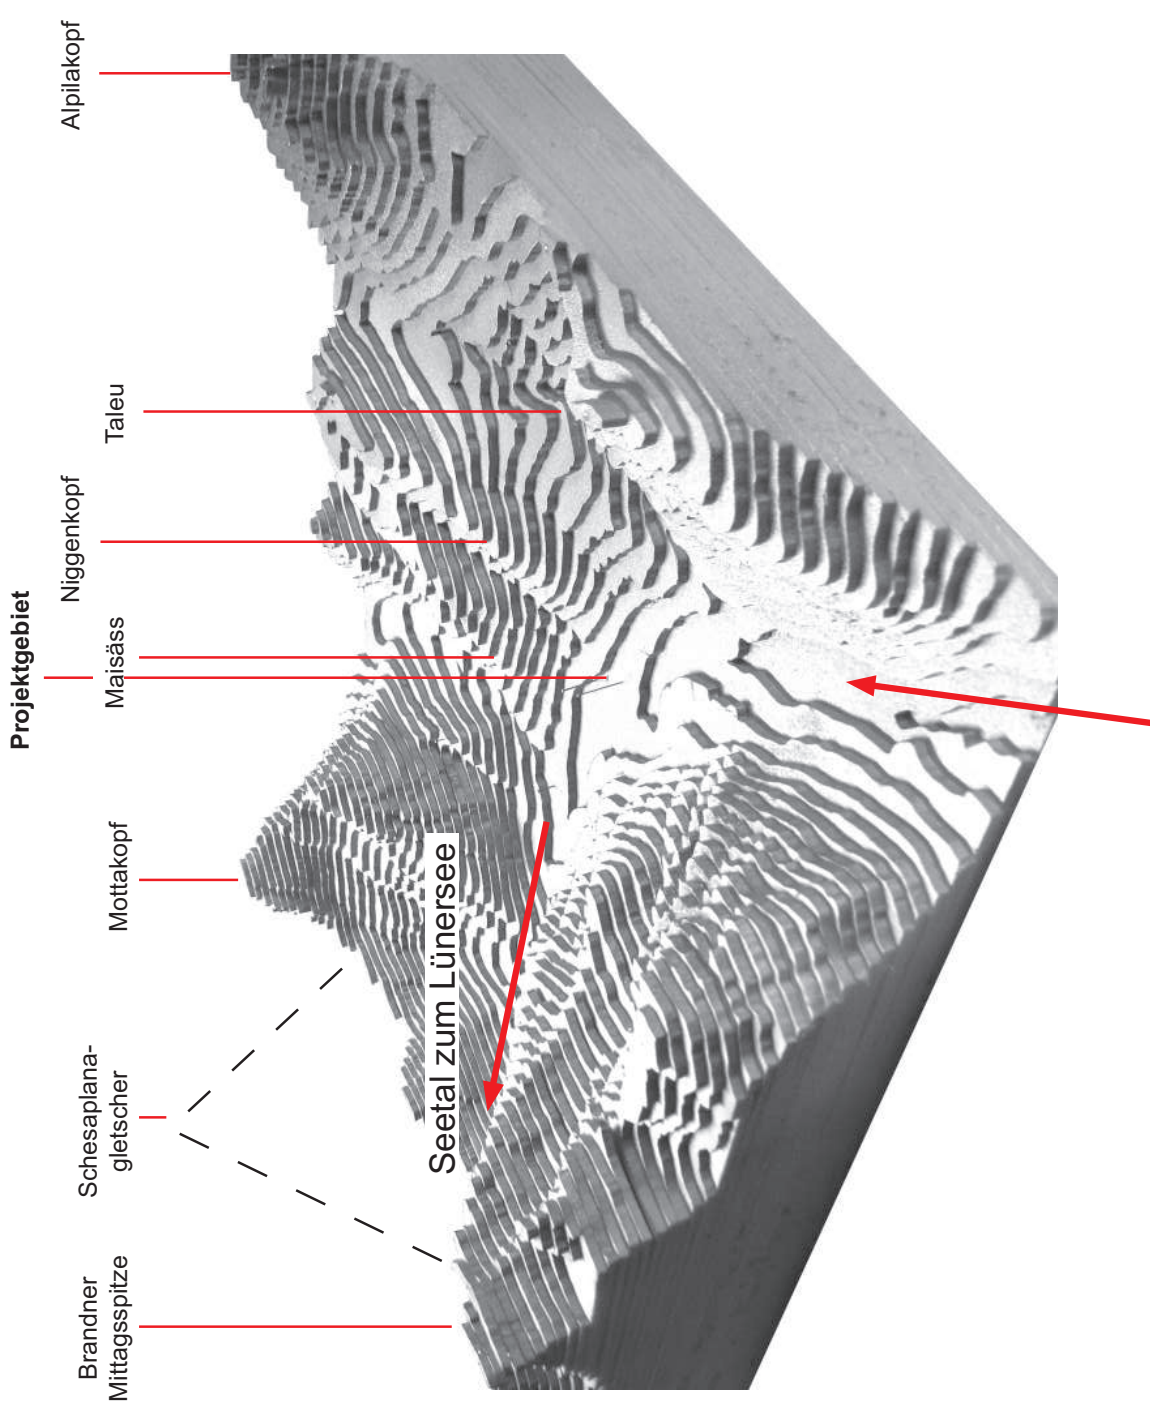 Projektgebiet
Brandner
Mittagsspitze
Schesaplana-
gletscher
Mottakopf
Maisäss
Niggenkopf
Taleu
Alpilakopf
Seetal zum Lünersee